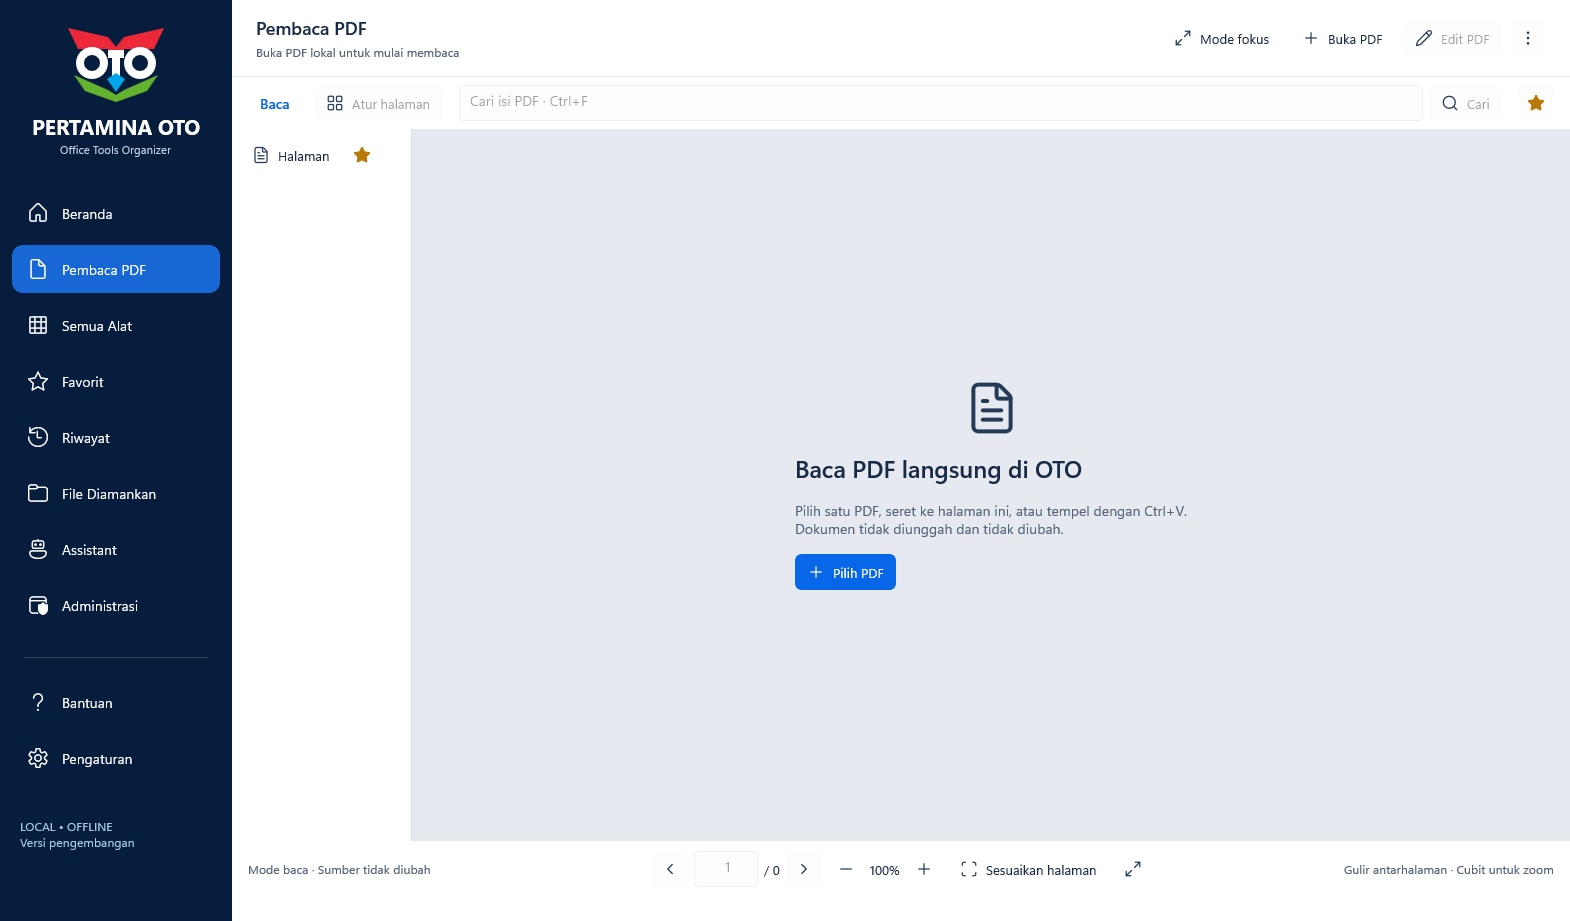 OTO
PERTAMINA OTO
Office Tools Organizer
Beranda
Pembaca PDF
Semua Alat
Favorit
Riwayat
File Diamankan
Assistant
Administrasi
Bantuan
Pengaturan
LOCAL • OFFLINE
Versi pengembangan
Pembaca PDF
Buka PDF lokal untuk mulai membaca
Mode fokus
Buka PDF
Edit PDF
Baca
Atur halaman
Cari isi PDF · Ctrl+F
Cari
Halaman
Baca PDF langsung di OTO
Pilih satu PDF, seret ke halaman ini, atau tempel dengan Ctrl+V.
Dokumen tidak diunggah dan tidak diubah.
Pilih PDF
Mode baca · Sumber tidak diubah
1 / 0
100%
Sesuaikan halaman
Gulir antarhalaman · Cubit untuk zoom